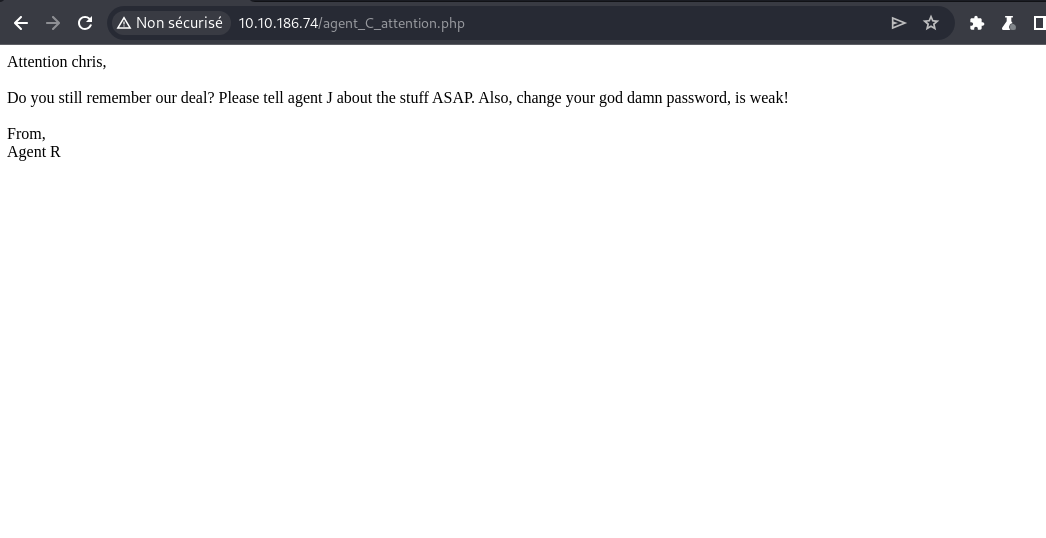 Non sécurisé 10.10.186.74/agent_C_attention.php
Attention chris,
Do you still remember our deal? Please tell agent J about the stuff ASAP. Also, change your god damn password, is weak!
From,
Agent R